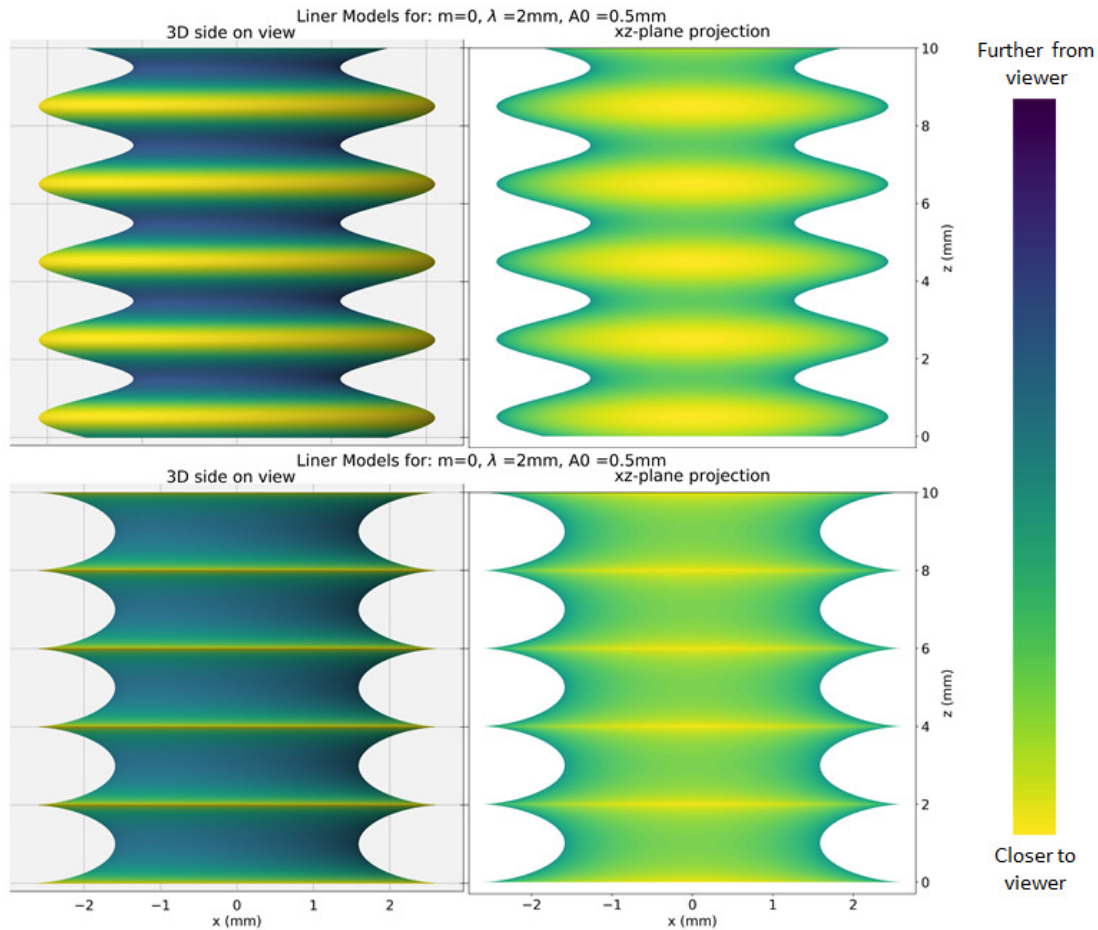 Liner Models for: m=0, λ =2mm, A0 =0.5mm
3D side on view
xz-plane projection
10
8
6
4
2
0
z (mm)
Further from
viewer
Closer to
viewer
Liner Models for: m=0, λ =2mm, A0 =0.5mm
3D side on view
xz-plane projection
10
8
6
4
2
0
z (mm)
−2 −1 0 1 2
x (mm)
−2 −1 0 1 2
x (mm)